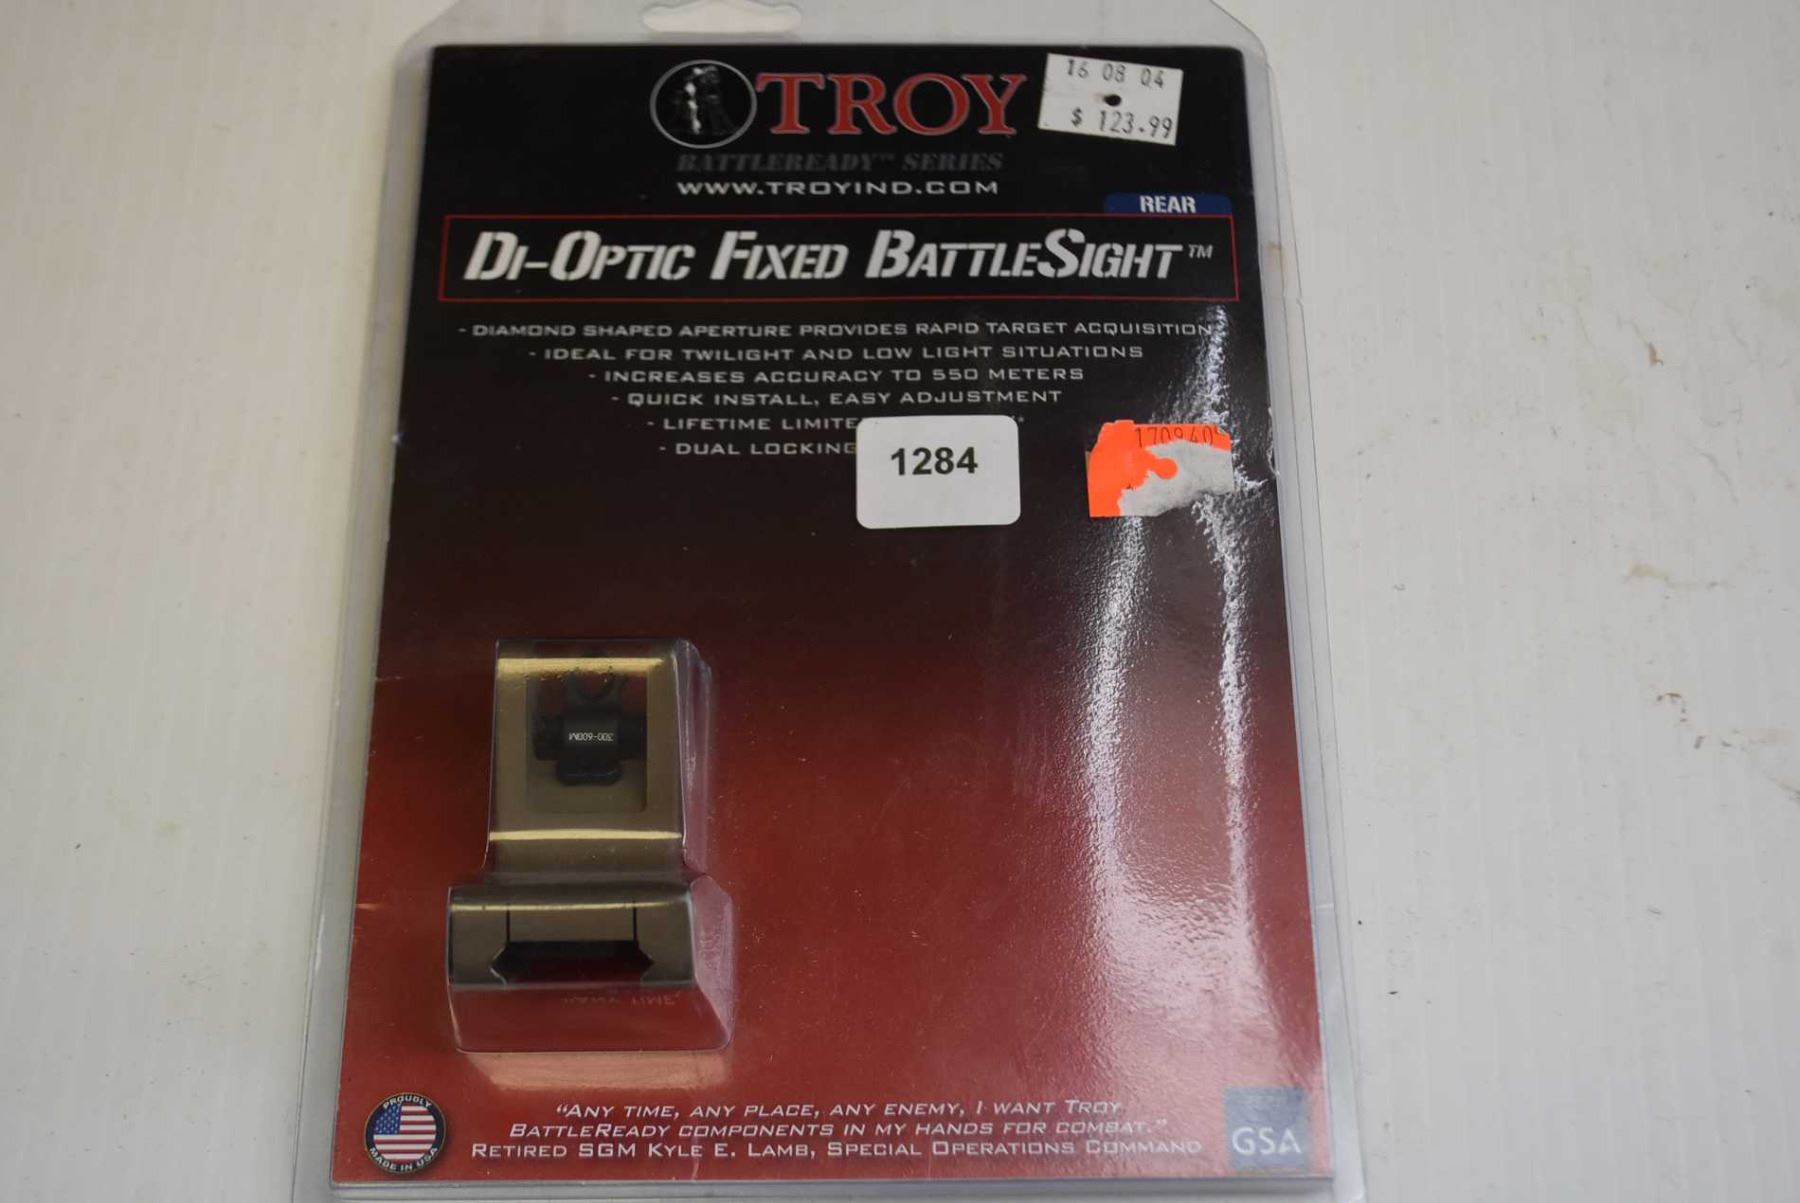 TROY
16 08 04
$ 123.99
BATTLEREADY™ SERIES
WWW.TROYIND.COM
REAR
DI-OPTIC FIXED BATTLESIGHT™
- DIAMOND SHAPED APERTURE PROVIDES RAPID TARGET ACQUISITION
- IDEAL FOR TWILIGHT AND LOW LIGHT SITUATIONS
- INCREASES ACCURACY TO 550 METERS
- QUICK INSTALL, EASY ADJUSTMENT
- LIFETIME LIMITE
- DUAL LOCKING
1284
300-600M
"ANY TIME,
"ANY TIME, ANY PLACE, ANY ENEMY, I WANT TROY
BATTLEREADY COMPONENTS IN MY HANDS FOR COMBAT."
RETIRED SGM KYLE E. LAMB, SPECIAL OPERATIONS COMMAND
PROUDLY
MADE IN USA
GSA